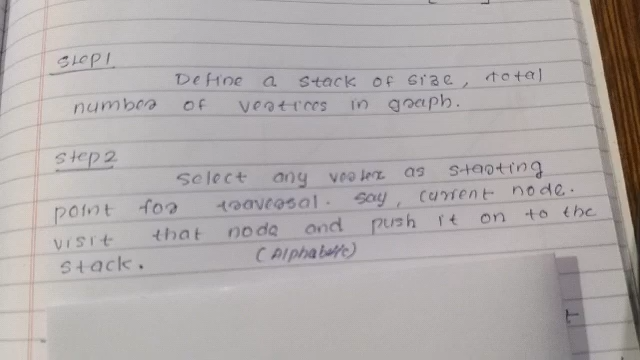 Step1
Define a stack of size, total
number of vertices in graph.
Step2
Select any vertex as starting
point for traversal. say, current node.
visit that node and push it on to the
stack. (Alphabetic)